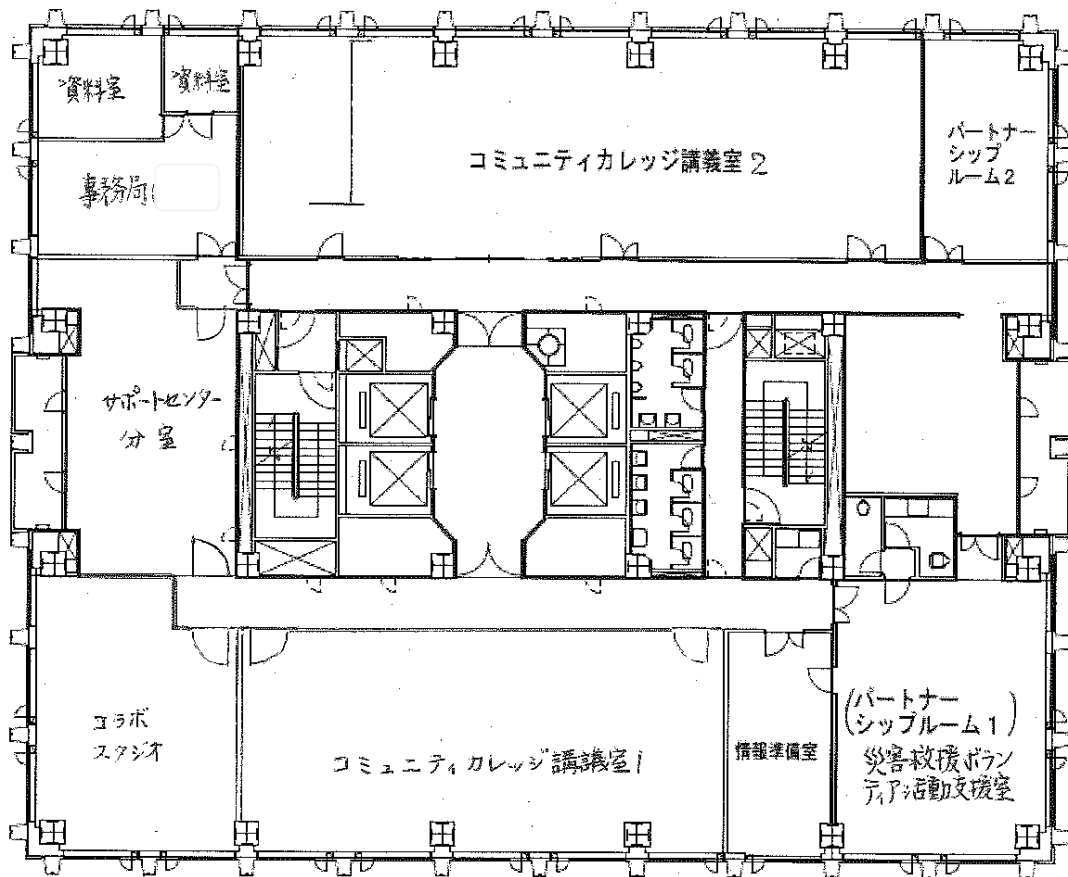 資料室
資料室
コミュニティカレッジ講義室2
パートナー
シップ
ルーム2
事務局
サポートセンター
分室
コラボ
スタジオ
コミュニティカレッジ講議室1
情報準備室
(パートナー
シップルーム1)
災害救援ボラン
ティア活動支援室